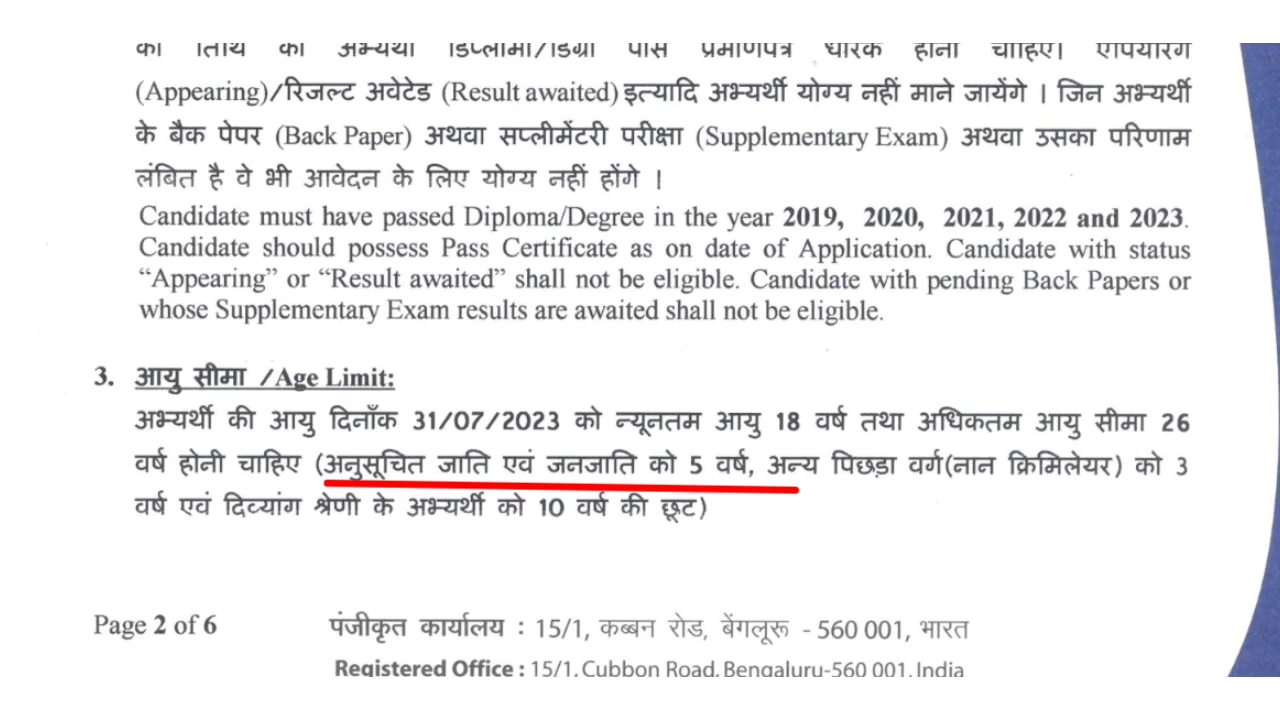 की तिथि को अभ्यर्थी डिप्लोमा/डिग्री पास प्रमाणपत्र धारक होना चाहिए। एपियरिंग
(Appearing)/रिजल्ट अवेटेड (Result awaited) इत्यादि अभ्यर्थी योग्य नहीं माने जायेंगे । जिन अभ्यर्थी
के बैक पेपर (Back Paper) अथवा सप्लीमेंटरी परीक्षा (Supplementary Exam) अथवा उसका परिणाम
लंबित है वे भी आवेदन के लिए योग्य नहीं होंगे ।
Candidate must have passed Diploma/Degree in the year 2019, 2020, 2021, 2022 and 2023.
Candidate should possess Pass Certificate as on date of Application. Candidate with status
“Appearing” or “Result awaited” shall not be eligible. Candidate with pending Back Papers or
whose Supplementary Exam results are awaited shall not be eligible.
3. आयु सीमा /Age Limit:
अभ्यर्थी की आयु दिनाँक 31/07/2023 को न्यूनतम आयु 18 वर्ष तथा अधिकतम आयु सीमा 26
वर्ष होनी चाहिए (अनुसूचित जाति एवं जनजाति को 5 वर्ष, अन्य पिछड़ा वर्ग(नान क्रिमिलेयर) को 3
वर्ष एवं दिव्यांग श्रेणी के अभ्यर्थी को 10 वर्ष की छूट)
Page 2 of 6
पंजीकृत कार्यालय : 15/1, कब्बन रोड, बेंगलूरू - 560 001, भारत
Registered Office : 15/1, Cubbon Road, Bengaluru-560 001, India